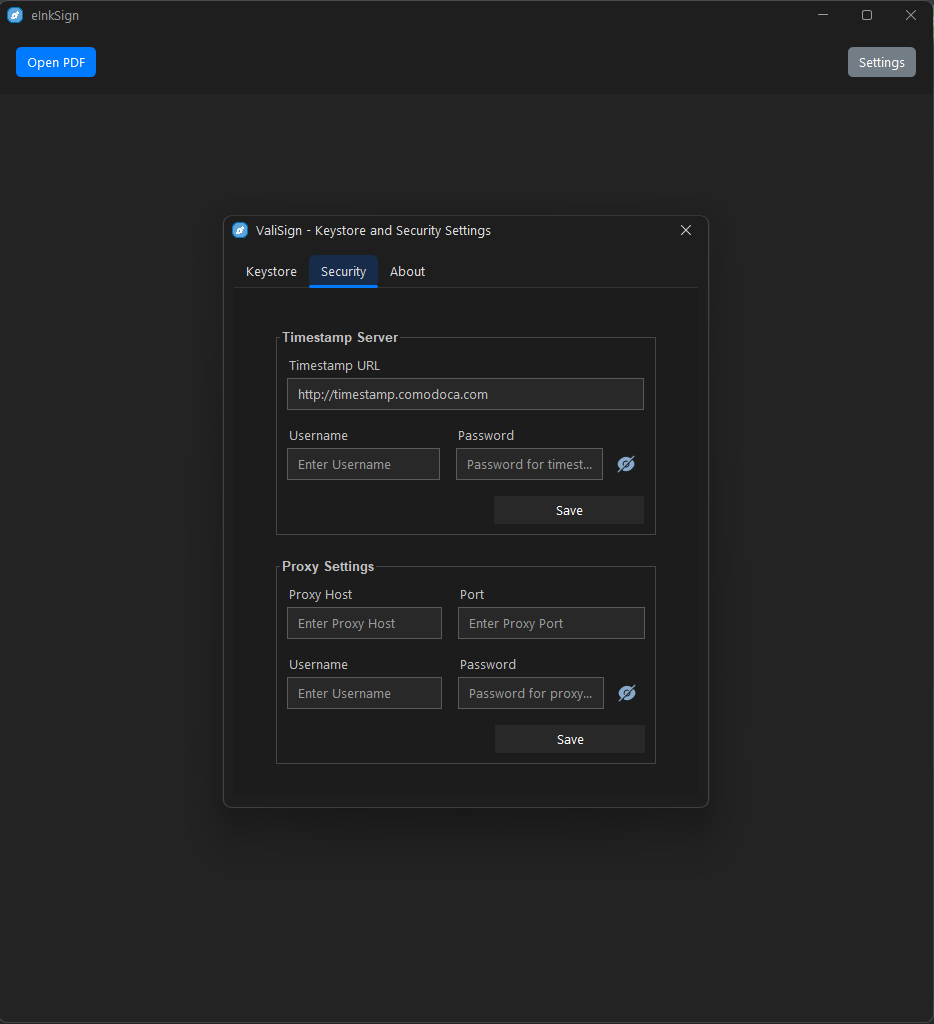 eInkSign
Open PDF
Settings
ValiSign - Keystore and Security Settings
Keystore Security About
Timestamp Server
Timestamp URL
http://timestamp.comodoca.com
Username Password
Enter Username Password for timest...
Save
Proxy Settings
Proxy Host Port
Enter Proxy Host Enter Proxy Port
Username Password
Enter Username Password for proxy...
Save